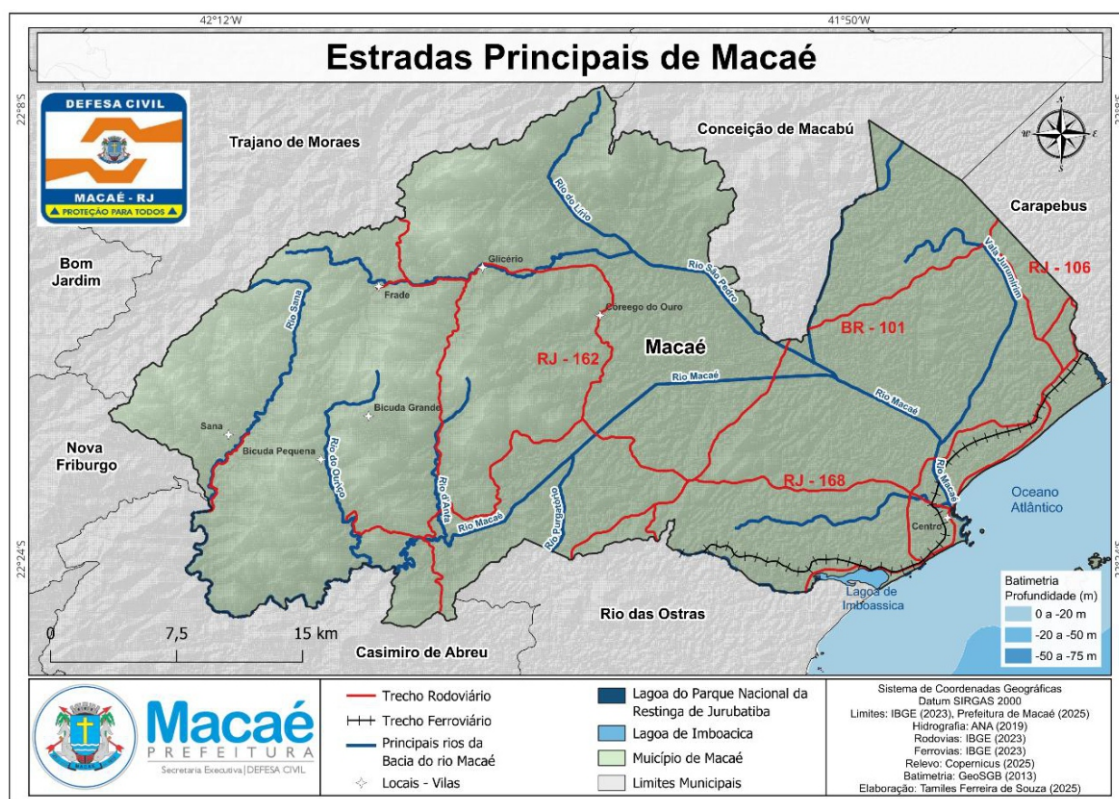 42°12'W
41°50'W
Estradas Principais de Macaé
22°8'S
22°8'S
DEFESA CIVIL
MACAÉ - RJ
PROTEÇÃO PARA TODOS
N
W
E
S
Trajano de Moraes
Conceição de Macabú
Carapebus
Bom
Jardim
Rio do Lírio
Glicério
Frade
Rio São Pedro
Vala Jurumirim
RJ - 106
Rio Sana
Córrego do Ouro
BR - 101
RJ - 162
Macaé
Rio Macaé
Rio Macaé
Bicuda Grande
Sana
Bicuda Pequena
Nova
Friburgo
Rio do Ouriço
Rio d'Anta
Rio Macaé
Rio Purgatório
RJ - 168
Rio Macaé
Centro
Oceano
Atlântico
22°24'S
Lagoa de
Imboassica
Rio das Ostras
Casimiro de Abreu
0 7,5 15 km
Batimetria
Profundidade (m)
0 a -20 m
-20 a -50 m
-50 a -75 m
Macaé
PREFEITURA
Secretaria Executiva | DEFESA CIVIL
Trecho Rodoviário
Trecho Ferroviário
Principais rios da
Bacia do rio Macaé
Locais - Vilas
Lagoa do Parque Nacional da
Restinga de Jurubatiba
Lagoa de Imboacica
Muicípio de Macaé
Limites Municipais
Sistema de Coordenadas Geográficas
Datum SIRGAS 2000
Limites: IBGE (2023), Prefeitura de Macaé (2025)
Hidrografia: ANA (2019)
Rodovias: IBGE (2023)
Ferrovias: IBGE (2023)
Relevo: Copernicus (2025)
Batimetria: GeoSGB (2013)
Elaboração: Tamiles Ferreira de Souza (2025)